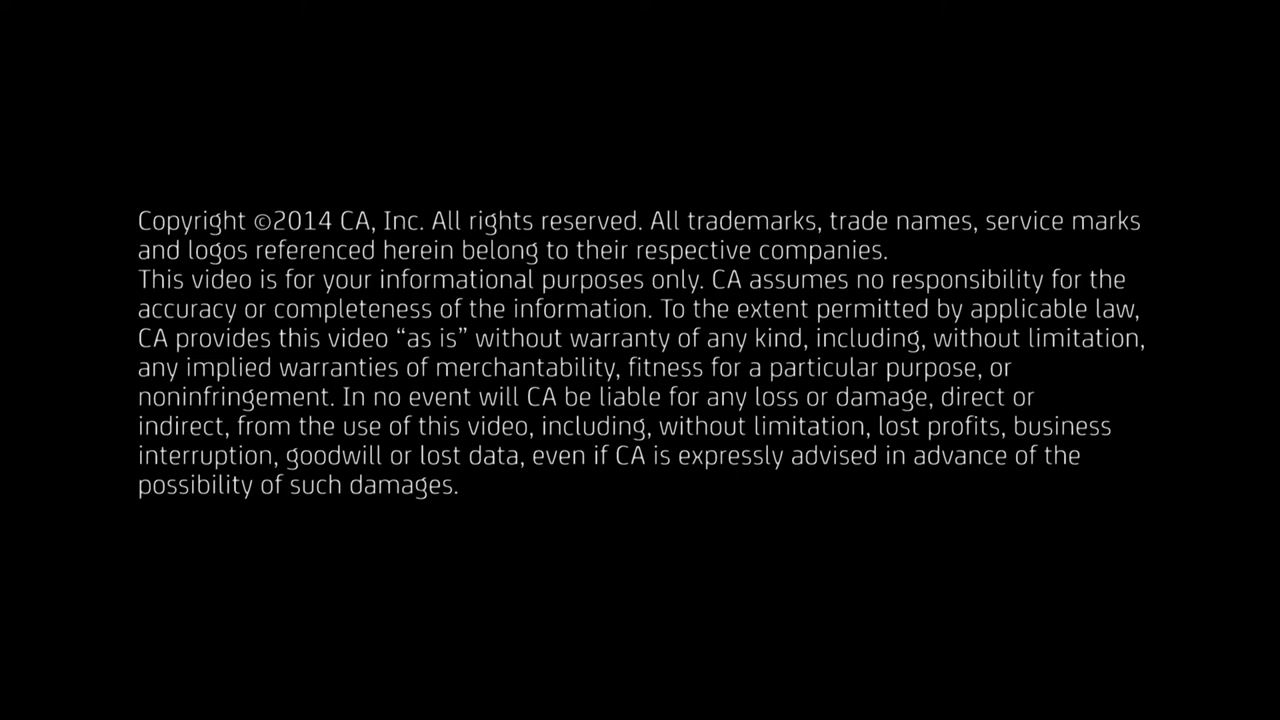 Copyright ©2014 CA, Inc. All rights reserved. All trademarks, trade names, service marks
and logos referenced herein belong to their respective companies.
This video is for your informational purposes only. CA assumes no responsibility for the
accuracy or completeness of the information. To the extent permitted by applicable law,
CA provides this video “as is” without warranty of any kind, including, without limitation,
any implied warranties of merchantability, fitness for a particular purpose, or
noninfringement. In no event will CA be liable for any loss or damage, direct or
indirect, from the use of this video, including, without limitation, lost profits, business
interruption, goodwill or lost data, even if CA is expressly advised in advance of the
possibility of such damages.